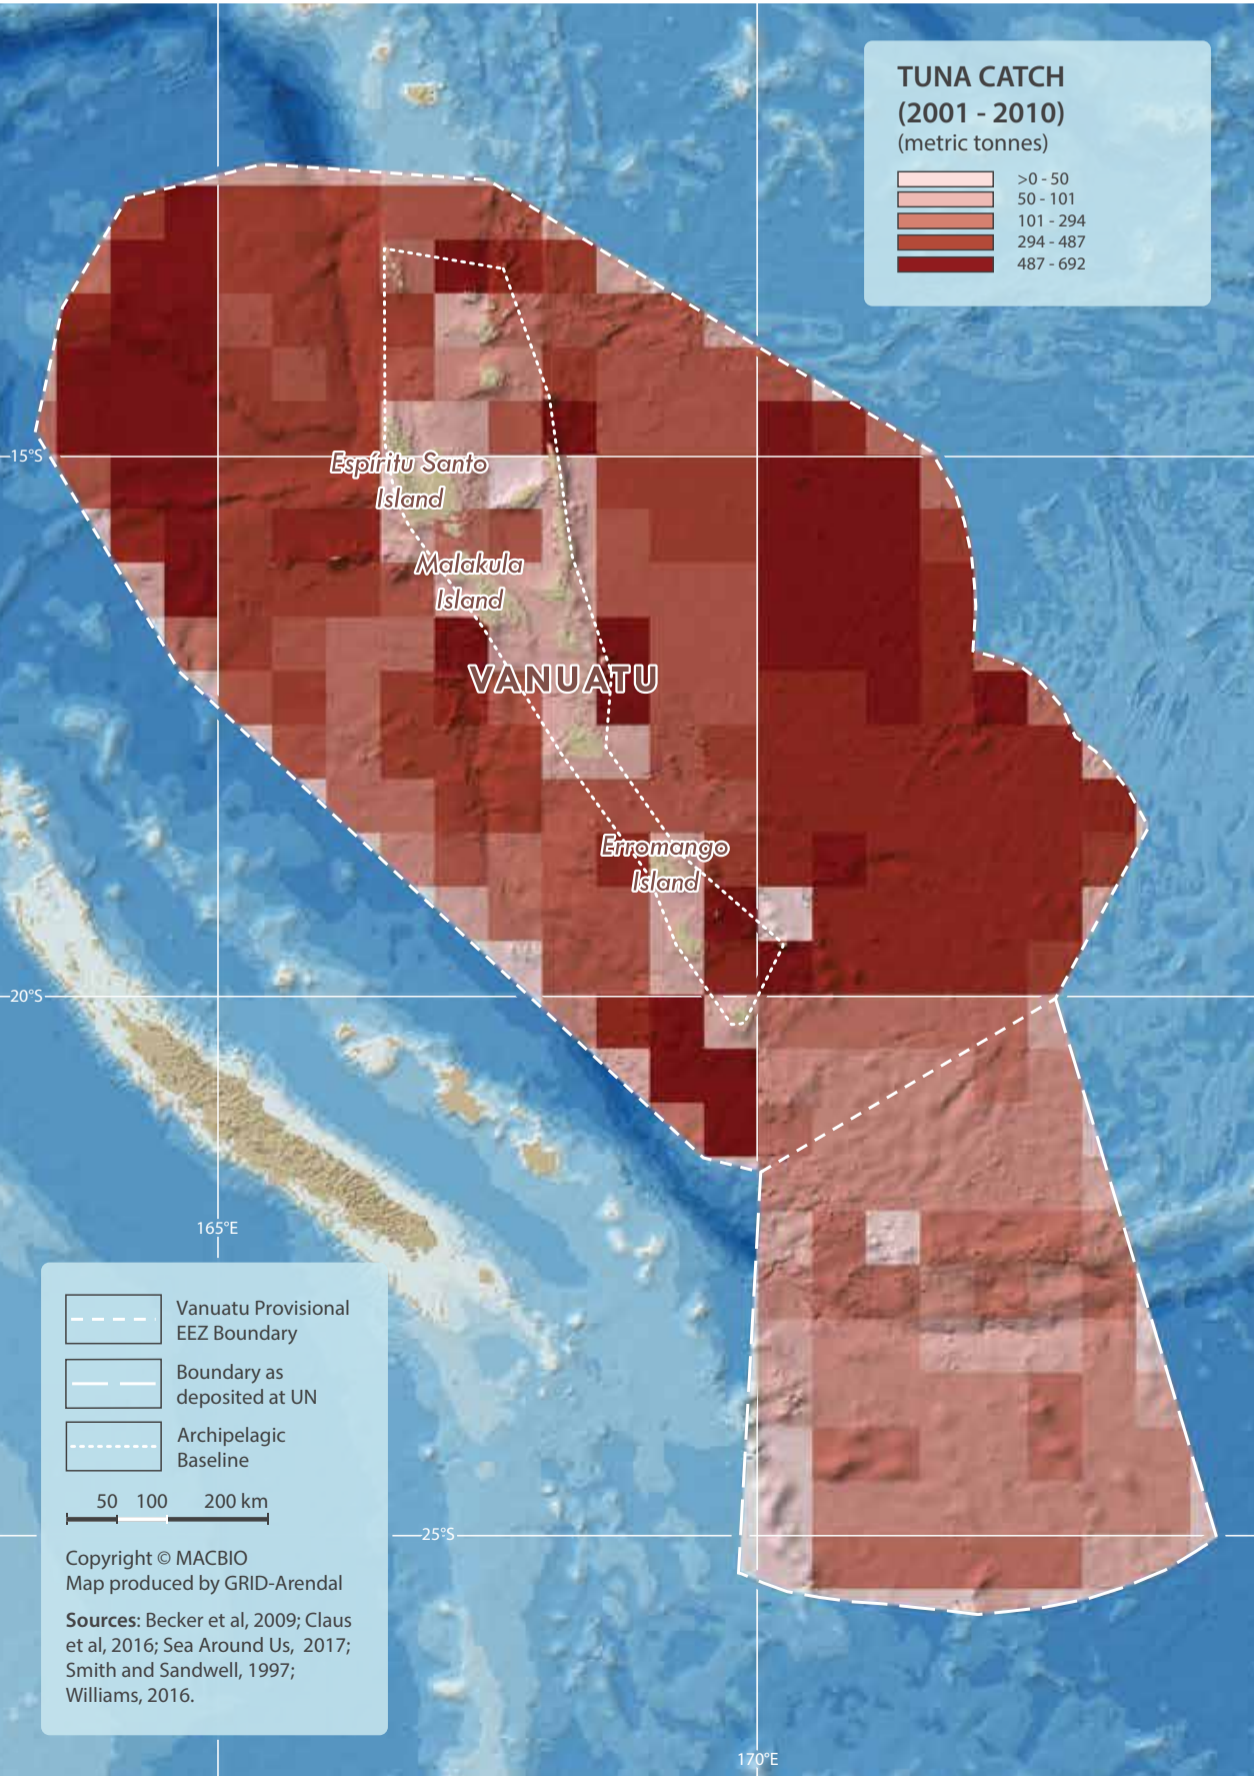 TUNA CATCH
(2001 - 2010)
(metric tonnes)
>0 - 50
50 - 101
101 - 294
294 - 487
487 - 692
15°S
Espíritu Santo
Island
Malakula
Island
VANUATU
Erromango
Island
20°S
165°E
25°S
170°E
Vanuatu Provisional
EEZ Boundary
Boundary as
deposited at UN
Archipelagic
Baseline
50 100 200 km
Copyright © MACBIO
Map produced by GRID-Arendal
Sources: Becker et al, 2009; Claus
et al, 2016; Sea Around Us, 2017;
Smith and Sandwell, 1997;
Williams, 2016.